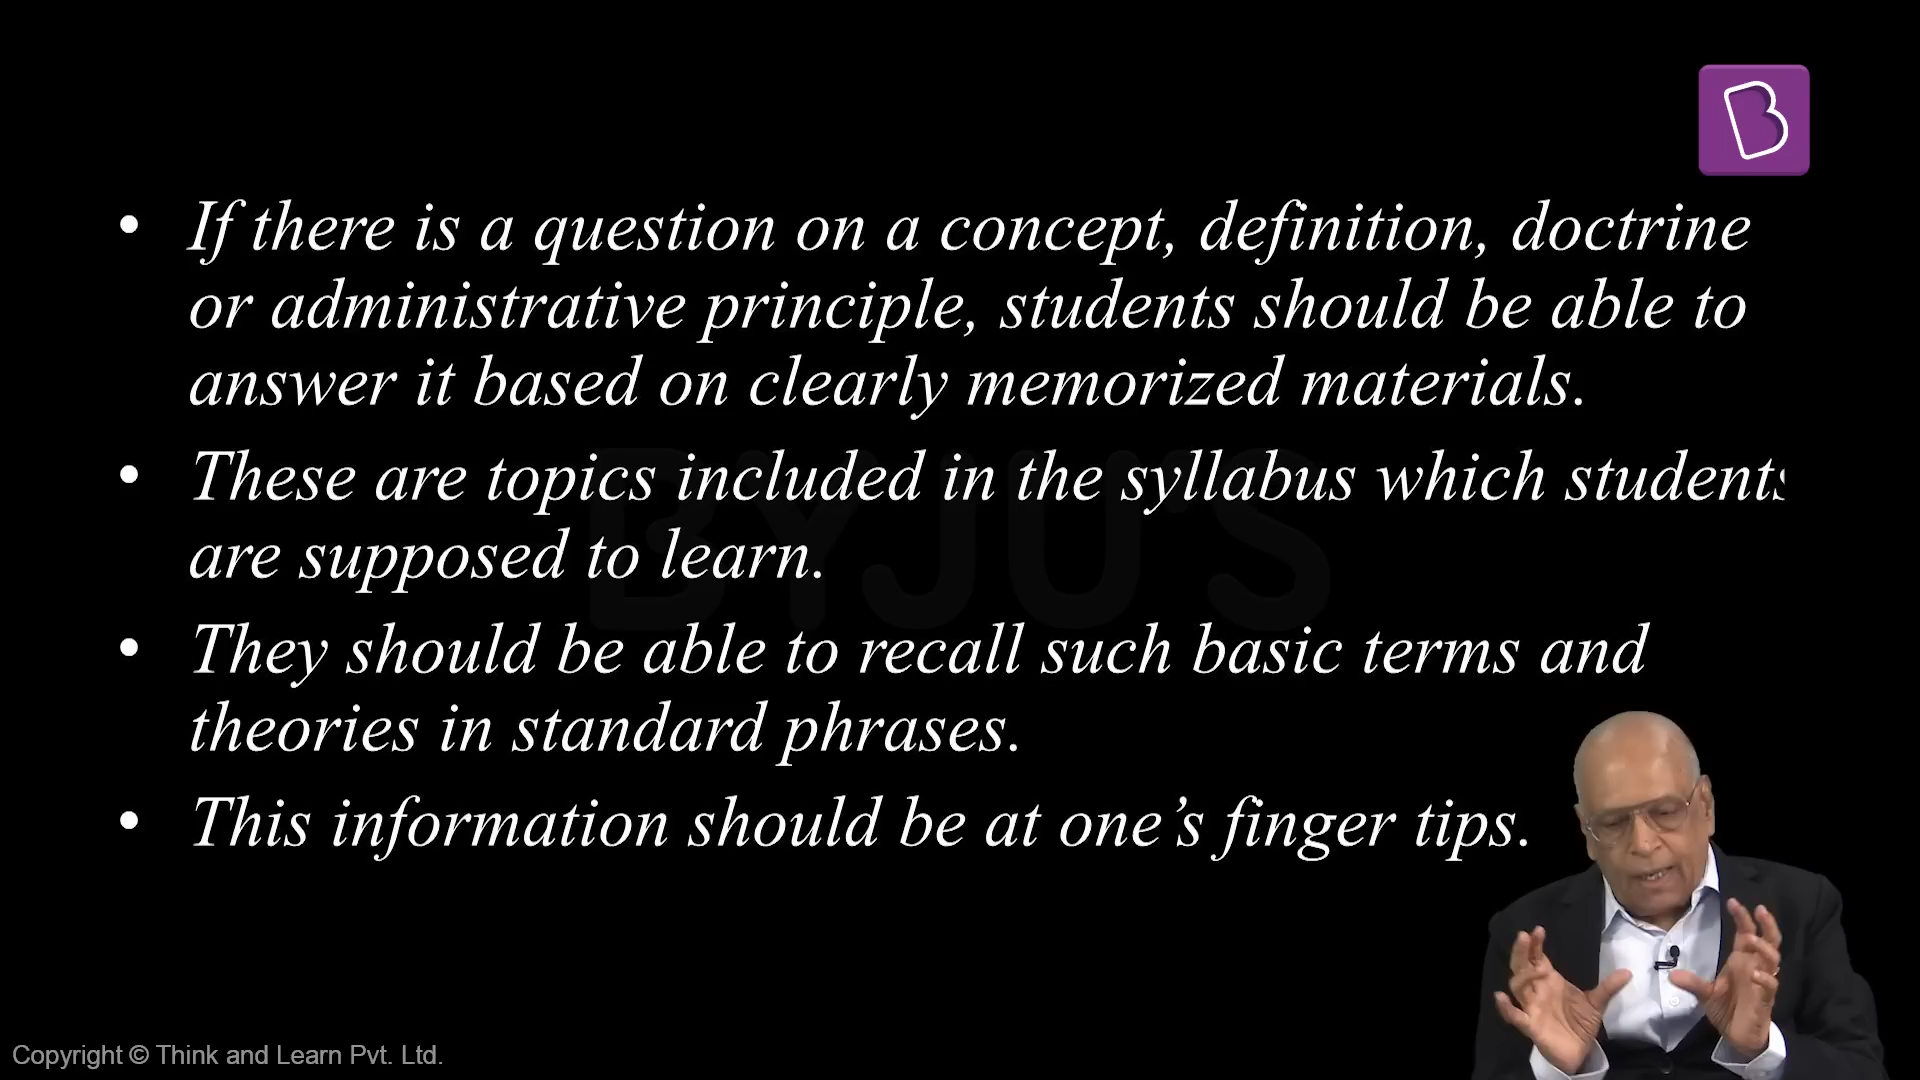 • If there is a question on a concept, definition, doctrine
or administrative principle, students should be able to
answer it based on clearly memorized materials.
• These are topics included in the syllabus which students
are supposed to learn.
• They should be able to recall such basic terms and
theories in standard phrases.
• This information should be at one’s finger tips.
BYJU'S
Copyright © Think and Learn Pvt. Ltd.